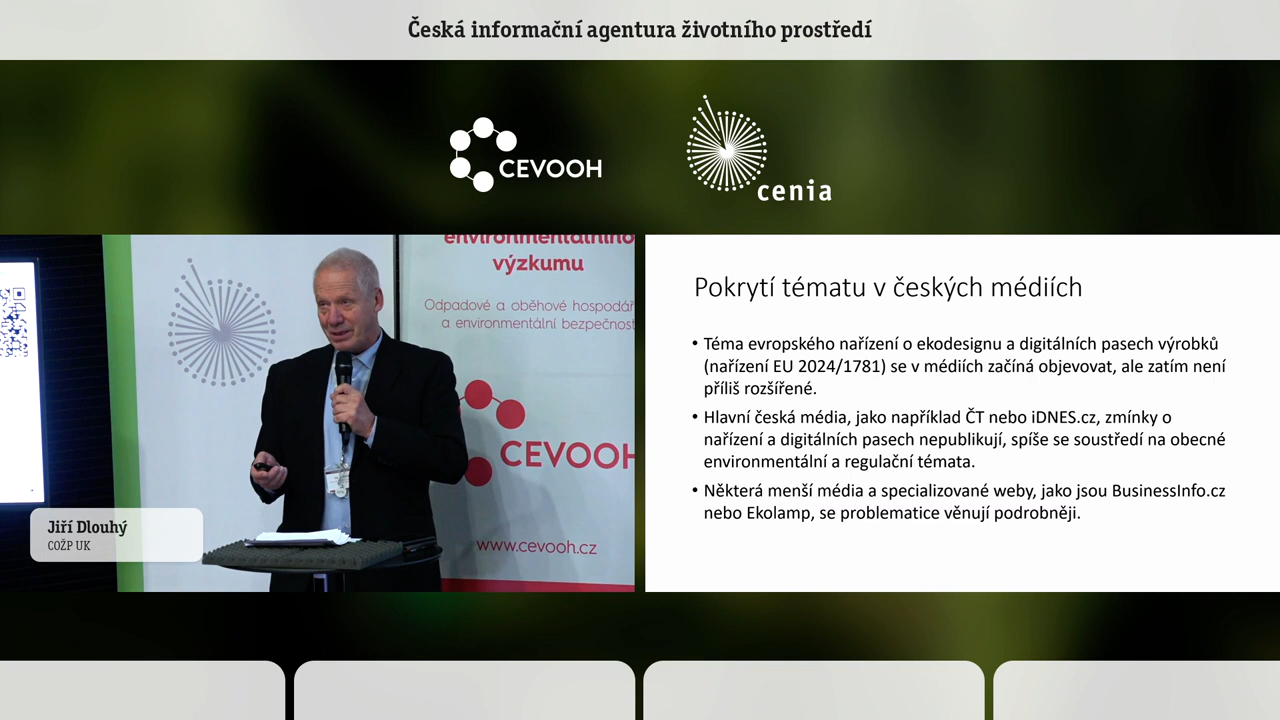 Česká informační agentura životního prostředí
CEVOOH
cenia
environmentálního
výzkumu
Odpadové a oběhové hospodář
a environmentální bezpečnost
CEVOOH
www.cevooh.cz
Jiří Dlouhý
COŽP UK
Pokrytí tématu v českých médiích
• Téma evropského nařízení o ekodesignu a digitálních pasech výrobků
(nařízení EU 2024/1781) se v médiích začíná objevovat, ale zatím není
příliš rozšířené.
• Hlavní česká média, jako například ČT nebo iDNES.cz, zmínky o
nařízení a digitálních pasech nepublikují, spíše se soustředí na obecné
environmentální a regulační témata.
• Některá menší média a specializované weby, jako jsou BusinessInfo.cz
nebo Ekolamp, se problematice věnují podrobněji.